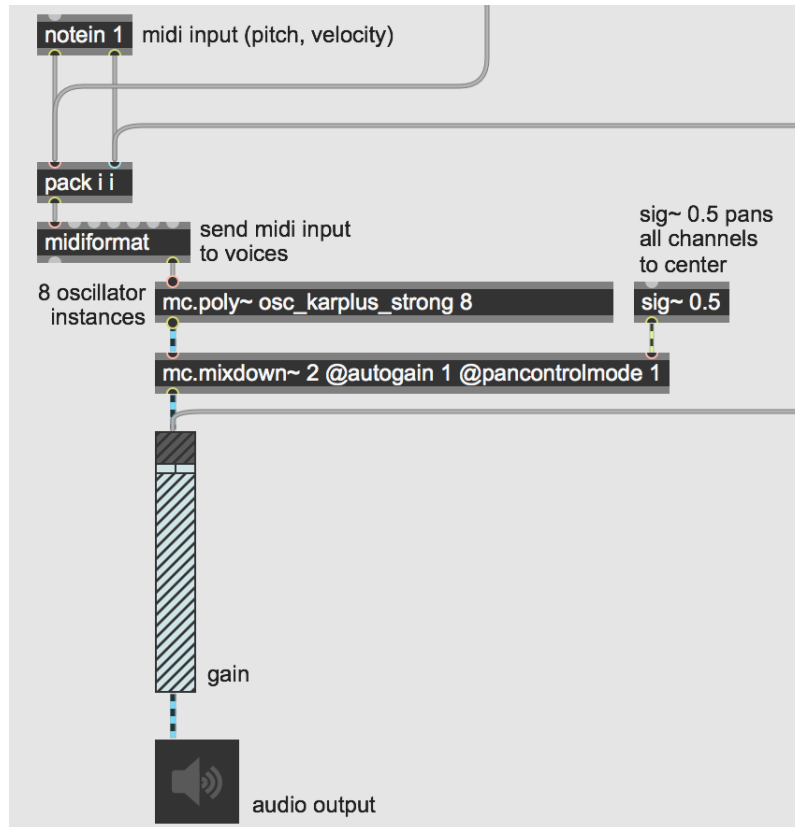 notein 1
midi input (pitch, velocity)
pack i i
midiformat
send midi input
to voices
sig~ 0.5 pans
all channels
to center
8 oscillator
instances
mc.poly~ osc_karplus_strong 8
sig~ 0.5
mc.mixdown~ 2 @autogain 1 @pancontrolmode 1
gain
audio output